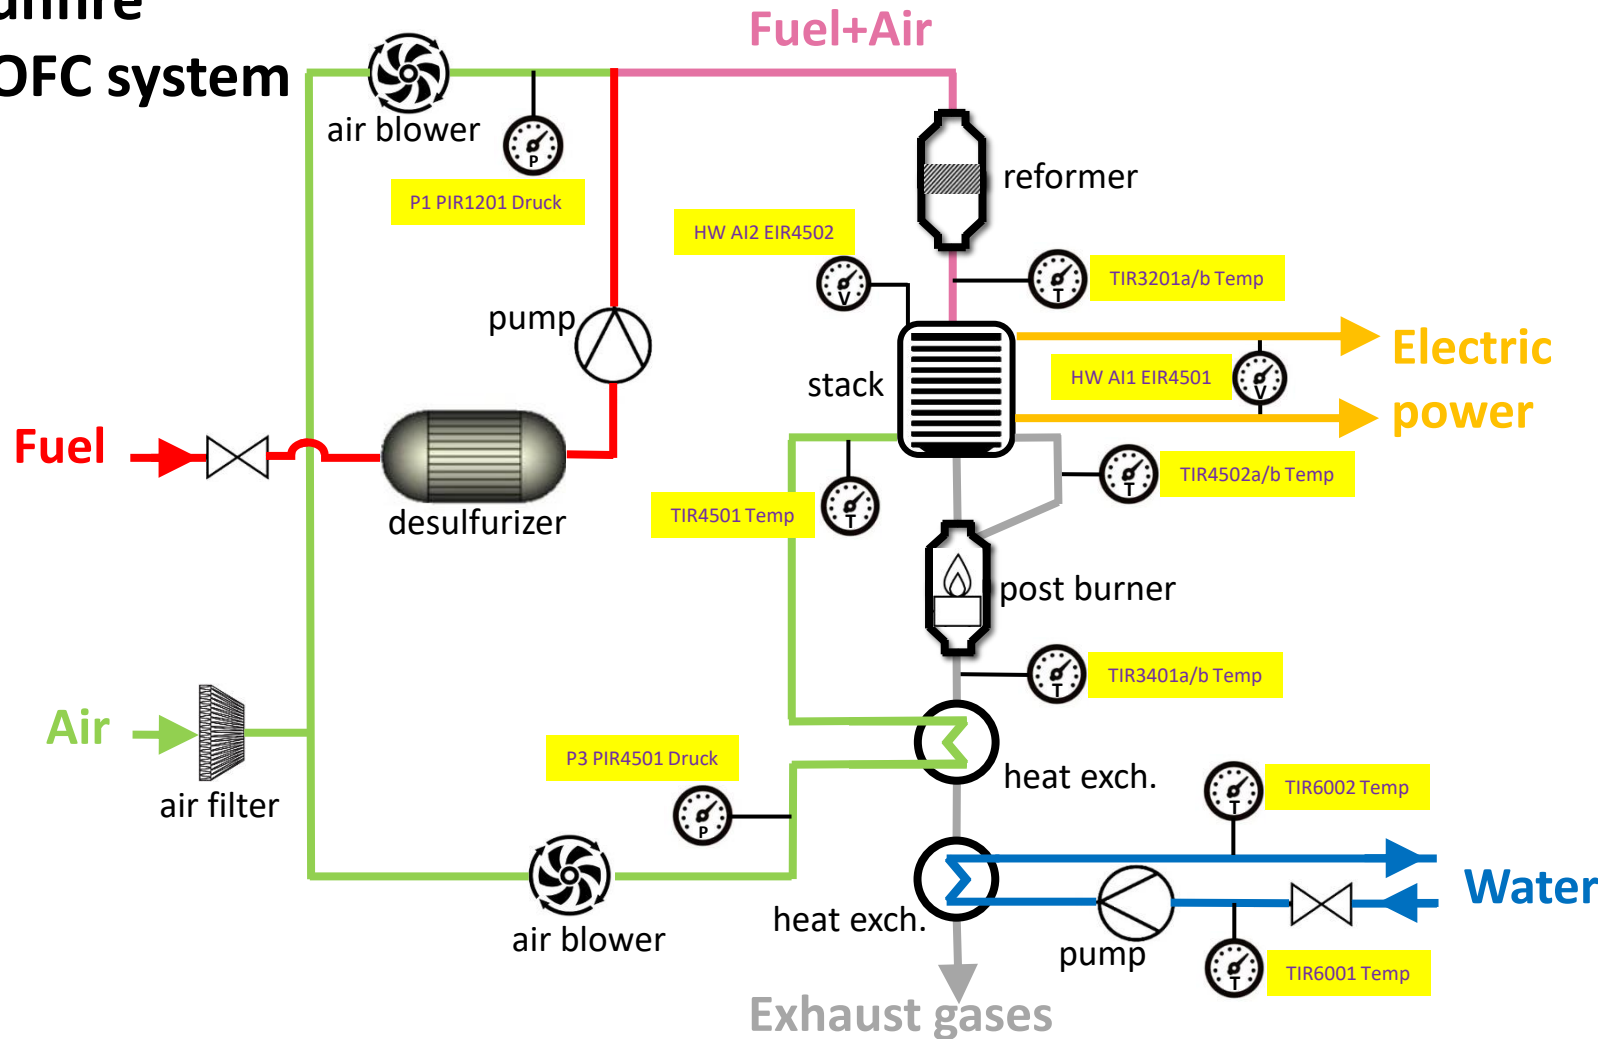 OFC system
Fuel+Air
air blower
P
P1 PIR1201 Druck
reformer
HW AI2 EIR4502
V
T
TIR3201a/b Temp
pump
stack
Electric
power
HW AI1 EIR4501
V
Fuel
desulfurizer
TIR4501 Temp
T
T
TIR4502a/b Temp
post burner
T
TIR3401a/b Temp
Air
air filter
P3 PIR4501 Druck
P
heat exch.
T
TIR6002 Temp
Water
air blower
heat exch.
pump
T
TIR6001 Temp
Exhaust gases